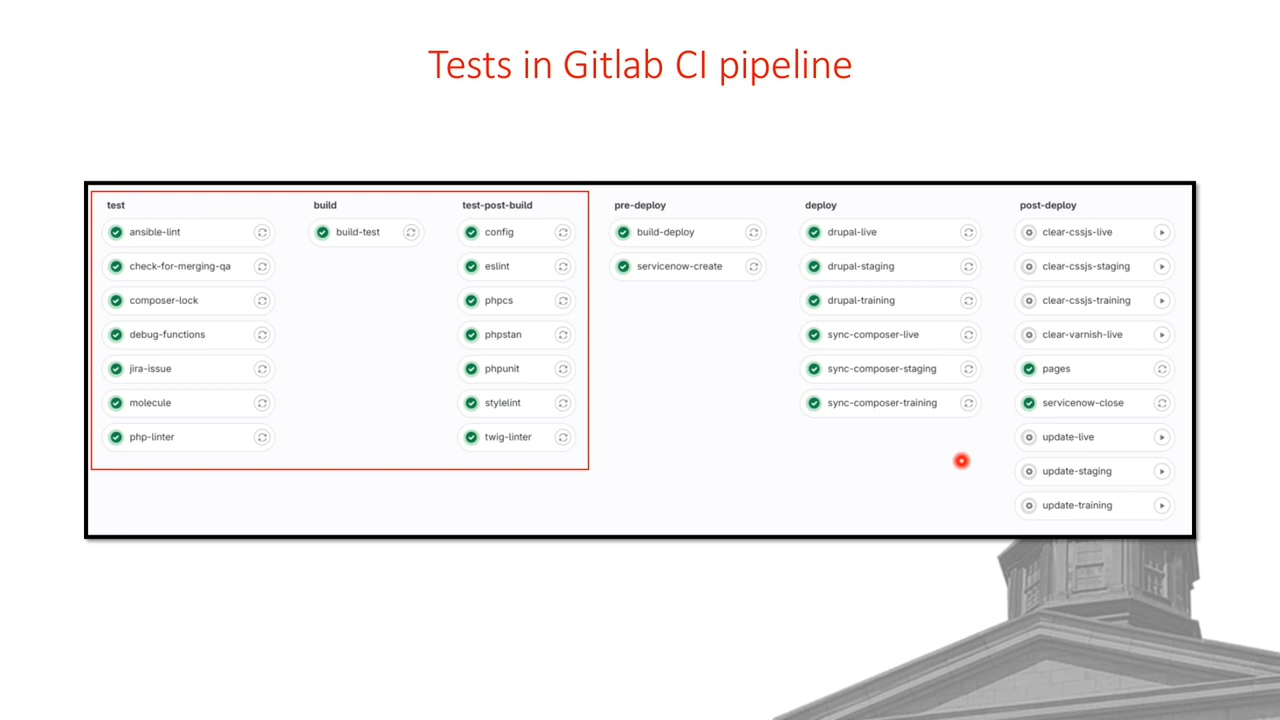 Tests in Gitlab CI pipeline
test
ansible-lint
check-for-merging-qa
composer-lock
debug-functions
jira-issue
molecule
php-linter
build
build-test
test-post-build
config
eslint
phpcs
phpstan
phpunit
stylelint
twig-linter
pre-deploy
build-deploy
servicenow-create
deploy
drupal-live
drupal-staging
drupal-training
sync-composer-live
sync-composer-staging
sync-composer-training
post-deploy
clear-cssjs-live
clear-cssjs-staging
clear-cssjs-training
clear-varnish-live
pages
servicenow-close
update-live
update-staging
update-training